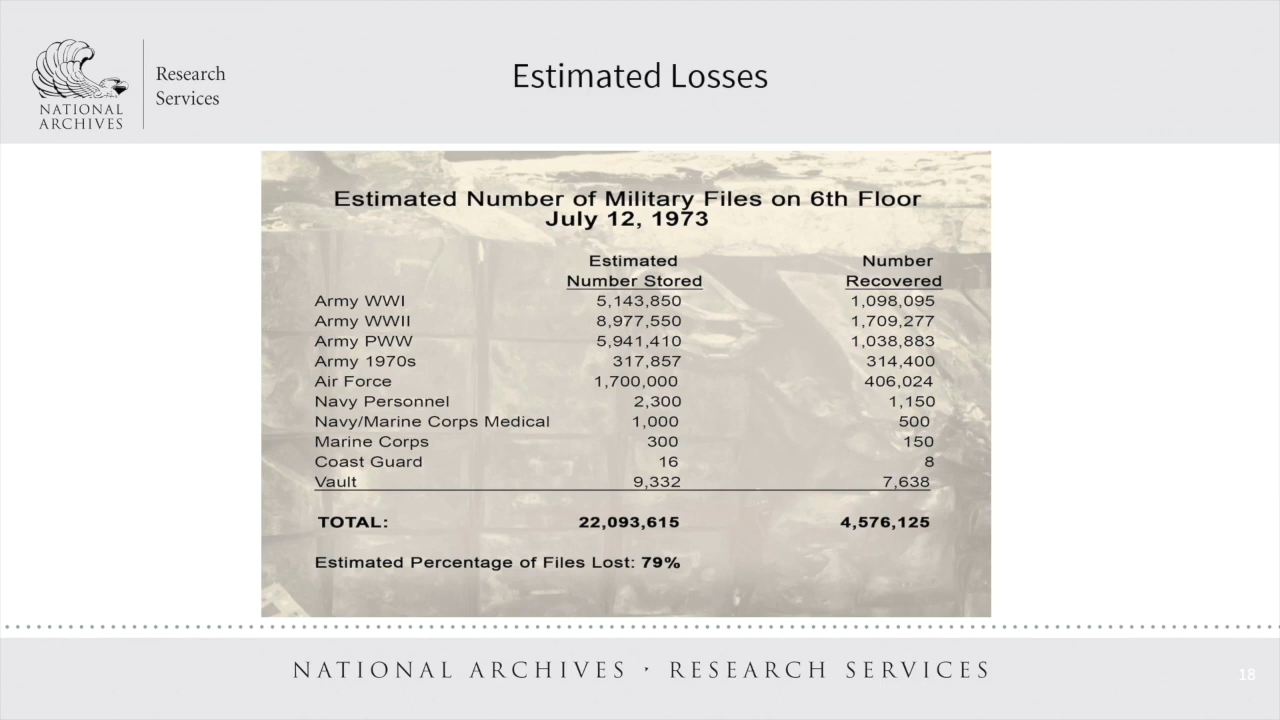 NATIONAL
ARCHIVES
Research
Services
Estimated Losses
Estimated Number of Military Files on 6th Floor
July 12, 1973
Estimated Number
Number Stored Recovered
Army WWI 5,143,850 1,098,095
Army WWII 8,977,550 1,709,277
Army PWW 5,941,410 1,038,883
Army 1970s 317,857 314,400
Air Force 1,700,000 406,024
Navy Personnel 2,300 1,150
Navy/Marine Corps Medical 1,000 500
Marine Corps 300 150
Coast Guard 16 8
Vault 9,332 7,638
TOTAL: 22,093,615 4,576,125
Estimated Percentage of Files Lost: 79%
NATIONAL ARCHIVES · RESEARCH SERVICES
18